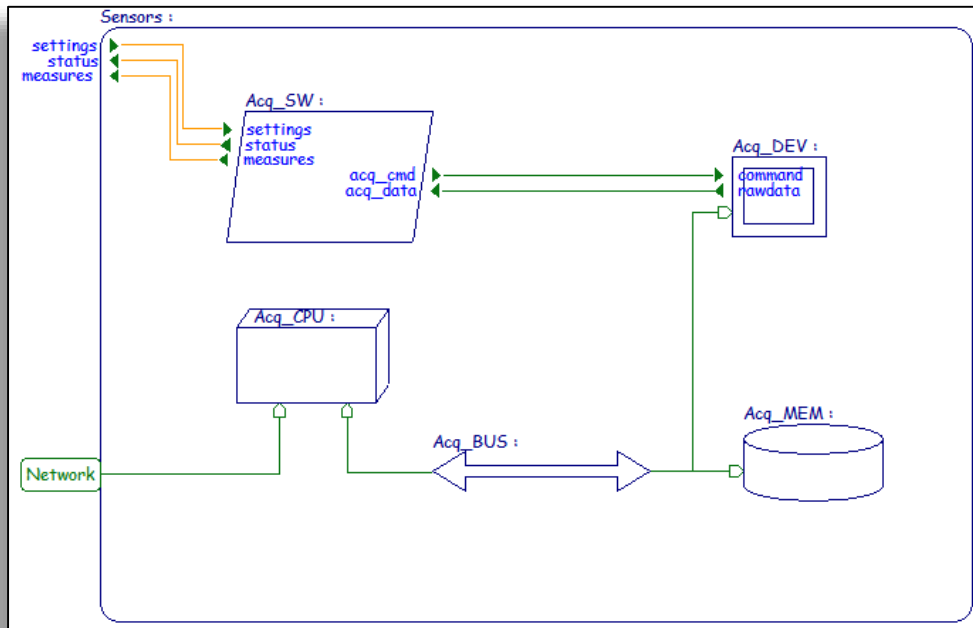 Sensors :
settings
status
measures
Acq_SW :
settings
status
measures
acq_cmd
acq_data
Acq_DEV :
command
rawdata
Acq_CPU :
Acq_BUS :
Acq_MEM :
Network